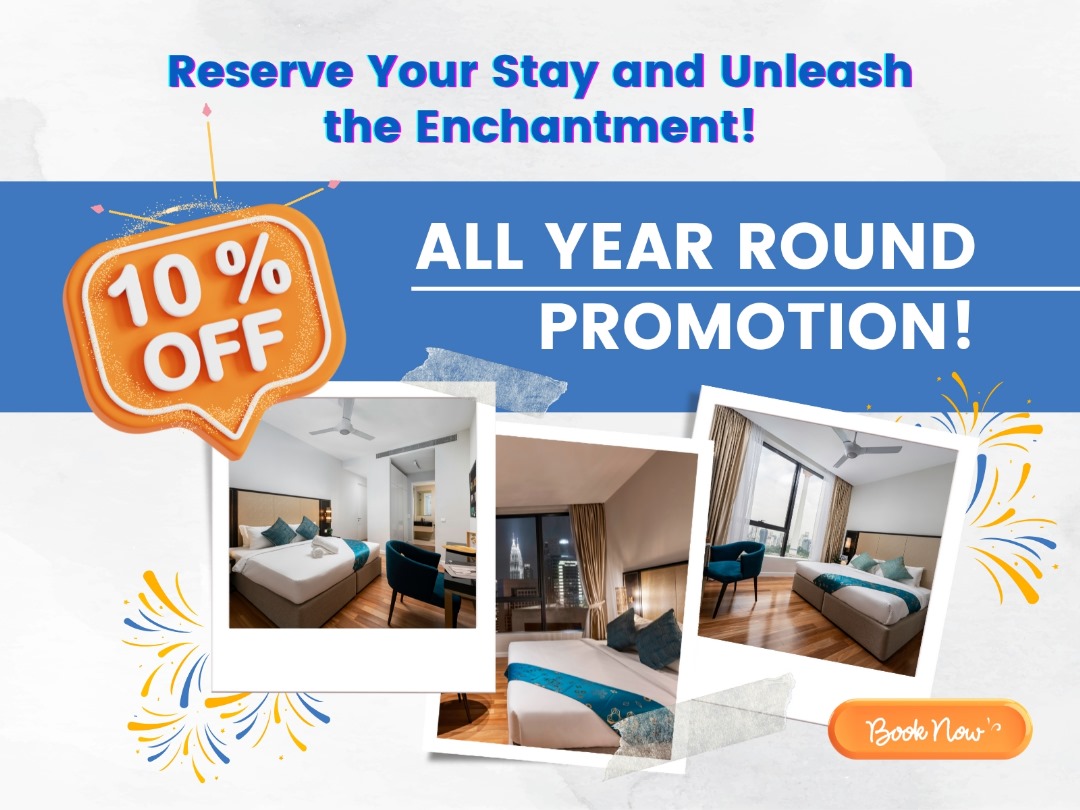 Reserve Your Stay and Unleash
the Enchantment!
10 %
OFF
ALL YEAR ROUND
PROMOTION!
Book Now